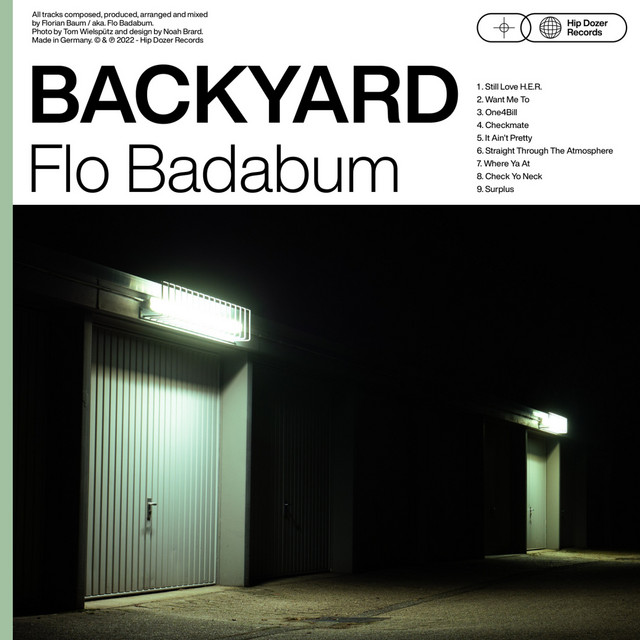 All tracks composed, produced, arranged and mixed
by Florian Baum / aka. Flo Badabum.
Photo by Tom Wielspütz and design by Noah Brard.
Made in Germany. © & ℗ 2022 - Hip Dozer Records
Hip Dozer
Records
BACKYARD
Flo Badabum
1. Still Love H.E.R.
2. Want Me To
3. One4Bill
4. Checkmate
5. It Ain't Pretty
6. Straight Through The Atmosphere
7. Where Ya At
8. Check Yo Neck
9. Surplus